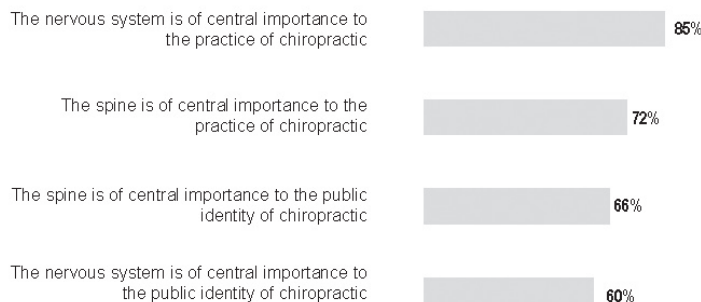 The nervous system is of central importance to
the practice of chiropractic
85%
The spine is of central importance to the
practice of chiropractic
72%
The spine is of central importance to the public
identity of chiropractic
66%
The nervous system is of central importance to
the public identity of chiropractic
60%